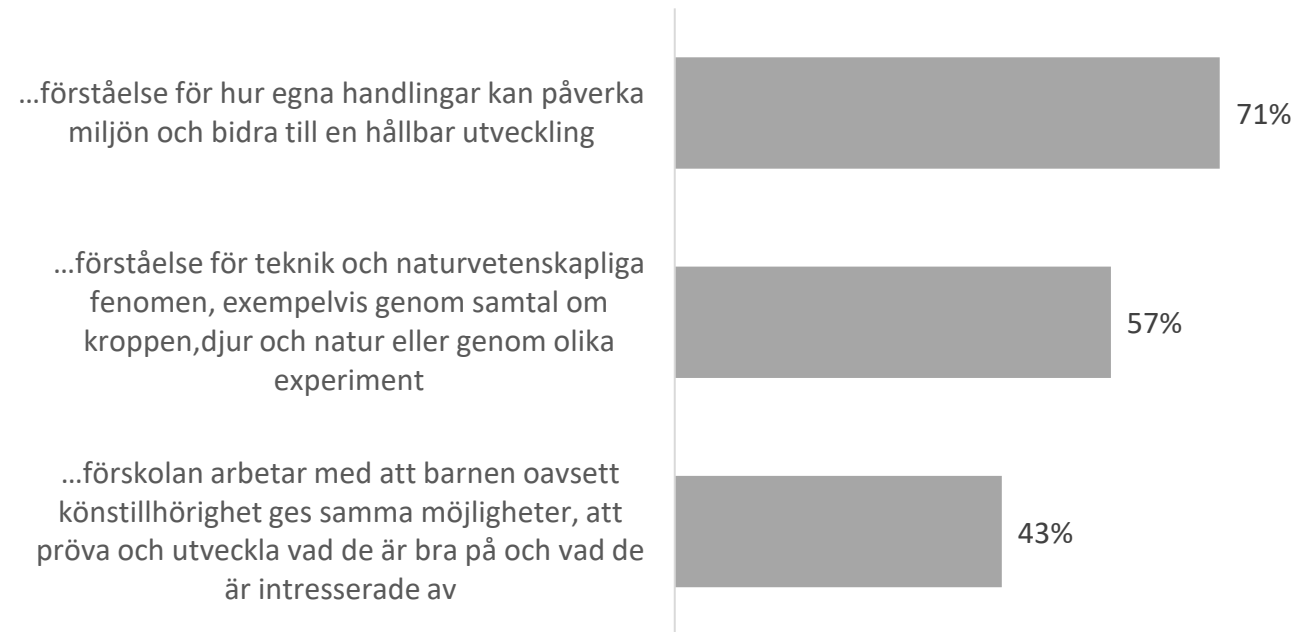 …förståelse för hur egna handlingar kan påverka
miljön och bidra till en hållbar utveckling
71%
…förståelse för teknik och naturvetenskapliga
fenomen, exempelvis genom samtal om
kroppen,djur och natur eller genom olika
experiment
57%
…förskolan arbetar med att barnen oavsett
könstillhörighet ges samma möjligheter, att
pröva och utveckla vad de är bra på och vad de
är intresserade av
43%